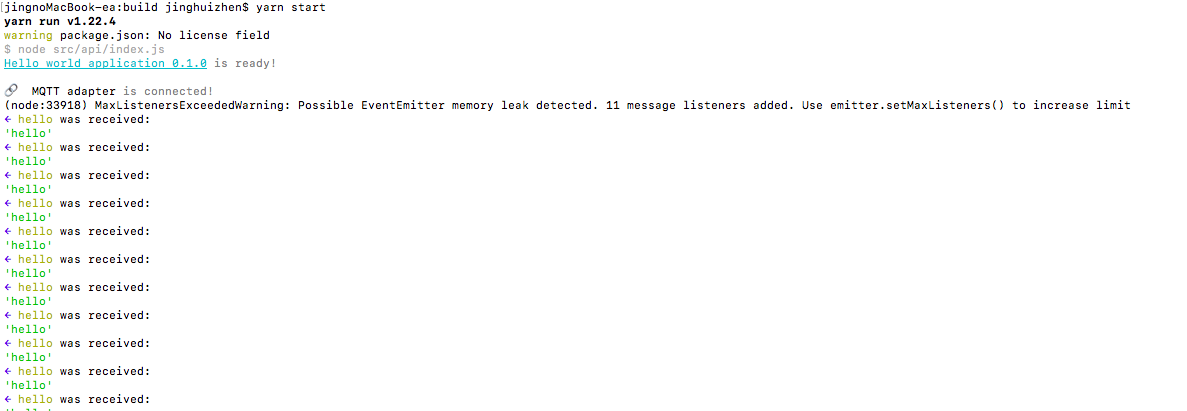 [jingnoMacBook-ea:build jinghuizhen$ yarn start
yarn run v1.22.4
warning package.json: No license field
$ node src/api/index.js
Hello world application 0.1.0 is ready!
🔗 MQTT adapter is connected!
(node:33918) MaxListenersExceededWarning: Possible EventEmitter memory leak detected. 11 message listeners added. Use emitter.setMaxListeners() to increase limit
← hello was received:
'hello'
← hello was received:
'hello'
← hello was received:
'hello'
← hello was received:
'hello'
← hello was received:
'hello'
← hello was received:
'hello'
← hello was received:
'hello'
← hello was received:
'hello'
← hello was received:
'hello'
← hello was received:
'hello'
← hello was received: